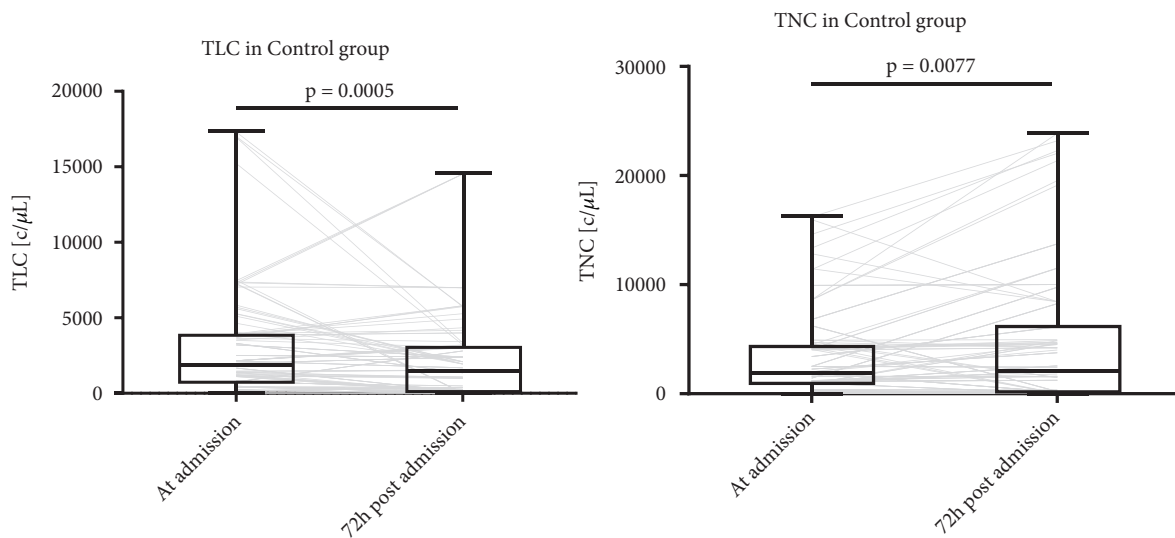 TLC in Control group
p = 0.0005
20000
15000
10000
5000
0
TLC [c/μL]
At admission
72h post admission
TNC in Control group
p = 0.0077
30000
20000
10000
0
TNC [c/μL]
At admission
72h post admission